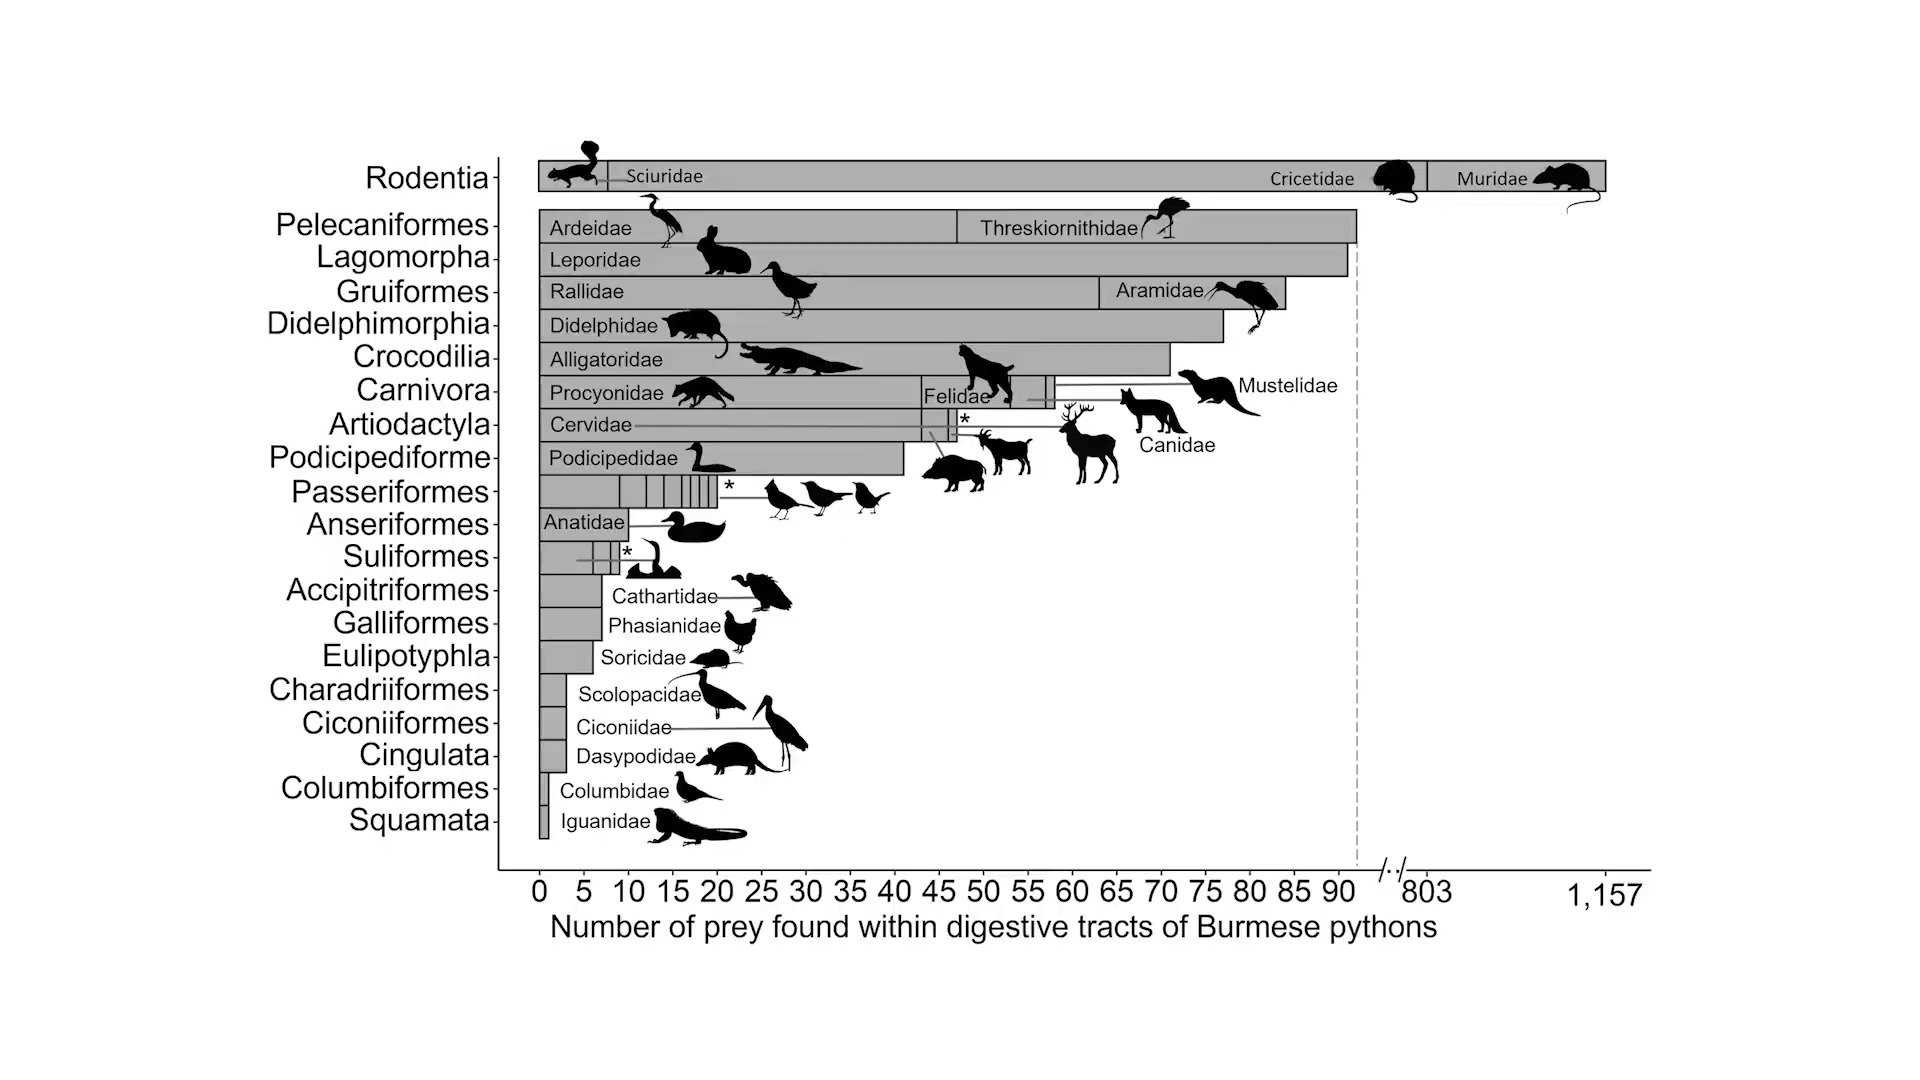 Rodentia Sciuridae Cricetidae Muridae
Pelecaniformes Ardeidae Threskiornithidae
Lagomorpha Leporidae
Gruiformes Rallidae Aramidae
Didelphimorphia Didelphidae
Crocodilia Alligatoridae
Carnivora Procyonidae Felidae Mustelidae
Artiodactyla Cervidae * Canidae
Podicipediforme Podicipedidae
Passeriformes *
Anseriformes Anatidae
Suliformes *
Accipitriformes Cathartidae
Galliformes Phasianidae
Eulipotyphla Soricidae
Charadriiformes Scolopacidae
Ciconiiformes Ciconiidae
Cingulata Dasypodidae
Columbiformes Columbidae
Squamata Iguanidae
0 5 10 15 20 25 30 35 40 45 50 55 60 65 70 75 80 85 90 803 1,157
Number of prey found within digestive tracts of Burmese pythons